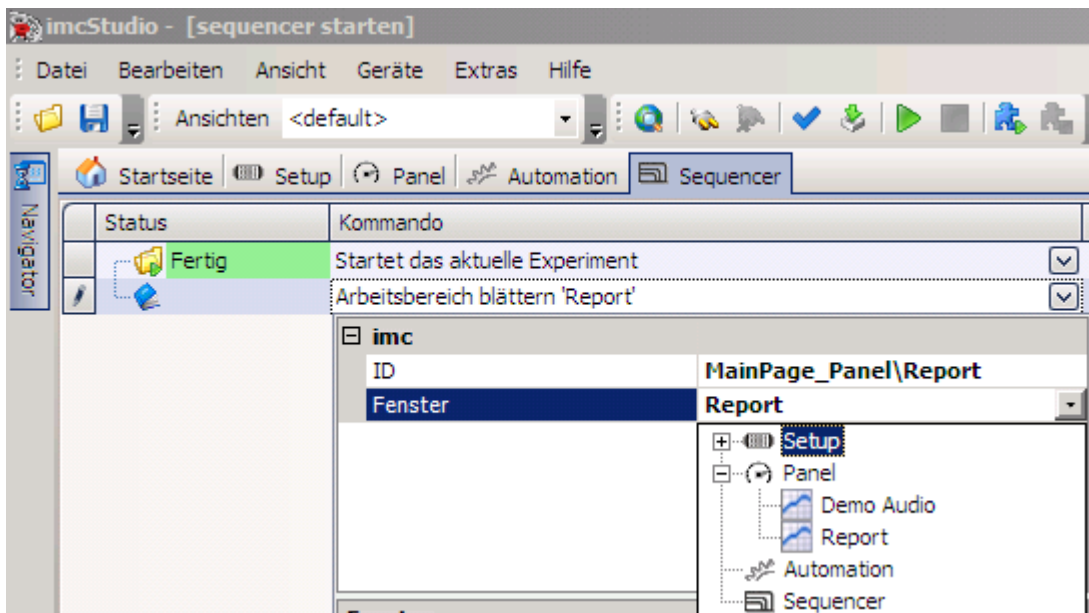 imcStudio - [sequencer starten]
Datei Bearbeiten Ansicht Geräte Extras Hilfe
Ansichten <default>
Startseite Setup Panel Automation Sequencer
Navigator
Status Kommando
Fertig Startet das aktuelle Experiment
Arbeitsbereich blättern 'Report'
imc
ID MainPage_Panel\Report
Fenster Report
Setup
Panel
Demo Audio
Report
Automation
Sequencer